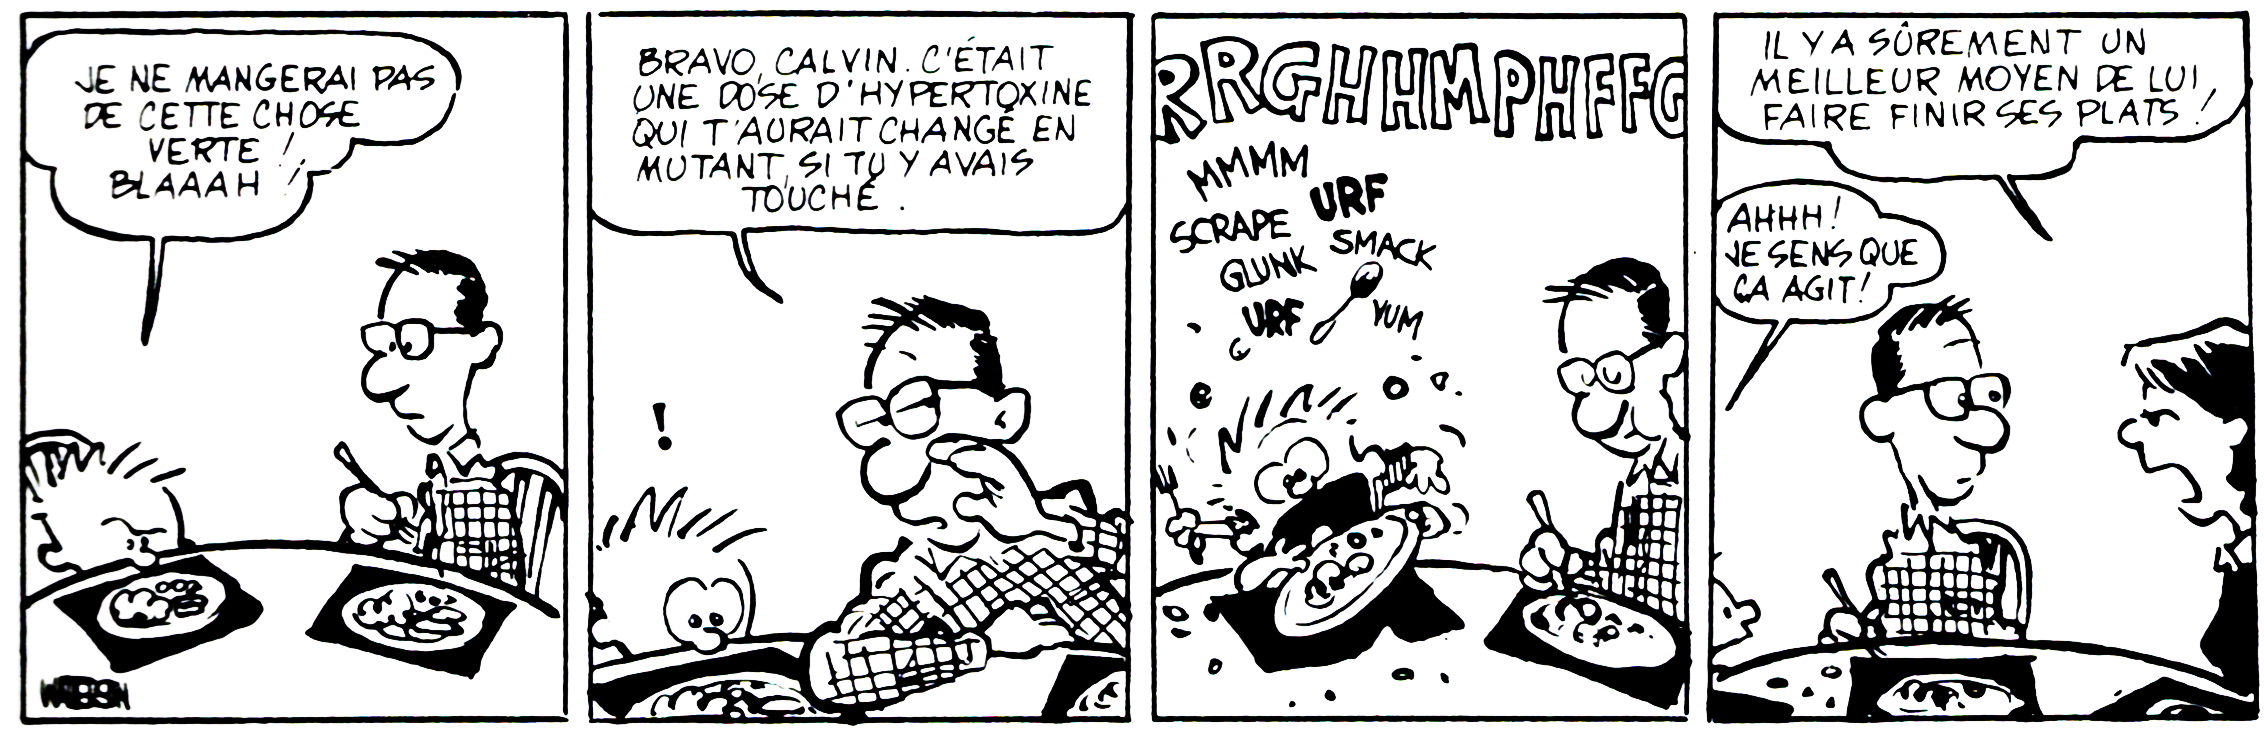 JE NE MANGERAI PAS
DE CETTE CHOSE
VERTE !
BLAAAH !
BRAVO, CALVIN. C'ÉTAIT
UNE DOSE D'HYPERTOXINE
QUI T'AURAIT CHANGÉ EN
MUTANT, SI TU Y AVAIS
TOUCHÉ.
RRGHHMPHFFG
MMMM
URF
SCRAPE
SMACK
GLUNK
URF
YUM
IL Y A SÛREMENT UN
MEILLEUR MOYEN DE LUI
FAIRE FINIR SES PLATS !
AHHH !
JE SENS QUE
ÇA AGIT !